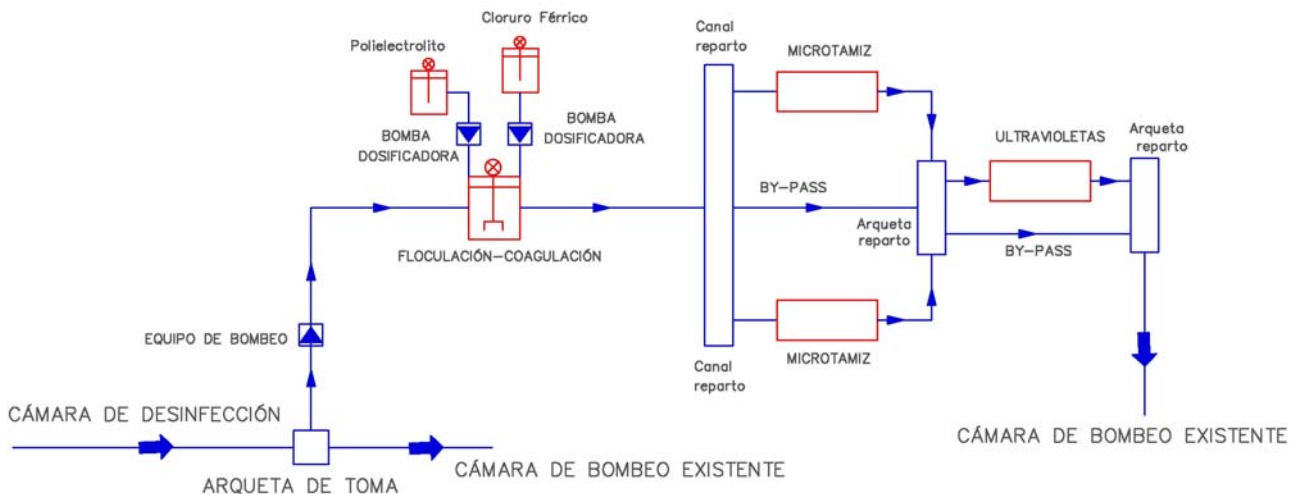 Cloruro Férrico
Polielectrolito
BOMBA
DOSIFICADORA
BOMBA
DOSIFICADORA
FLOCULACIÓN-COAGULACIÓN
EQUIPO DE BOMBEO
CÁMARA DE DESINFECCIÓN
ARQUETA DE TOMA
CÁMARA DE BOMBEO EXISTENTE
Canal
reparto
MICROTAMIZ
BY-PASS
Arqueta
reparto
MICROTAMIZ
Canal
reparto
ULTRAVIOLETAS
BY-PASS
Arqueta
reparto
CÁMARA DE BOMBEO EXISTENTE